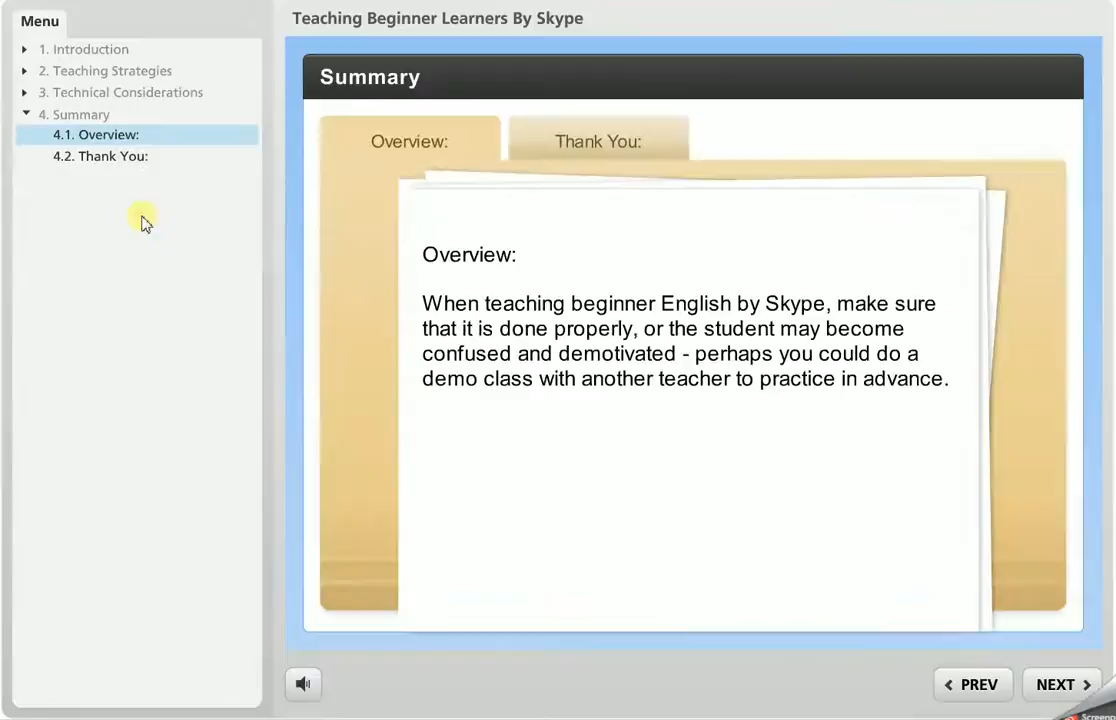 Menu
1. Introduction
2. Teaching Strategies
3. Technical Considerations
4. Summary
4.1. Overview:
4.2. Thank You:
Teaching Beginner Learners By Skype
Summary
Overview:
Thank You:
Overview:
When teaching beginner English by Skype, make sure
that it is done properly, or the student may become
confused and demotivated - perhaps you could do a
demo class with another teacher to practice in advance.
PREV
NEXT